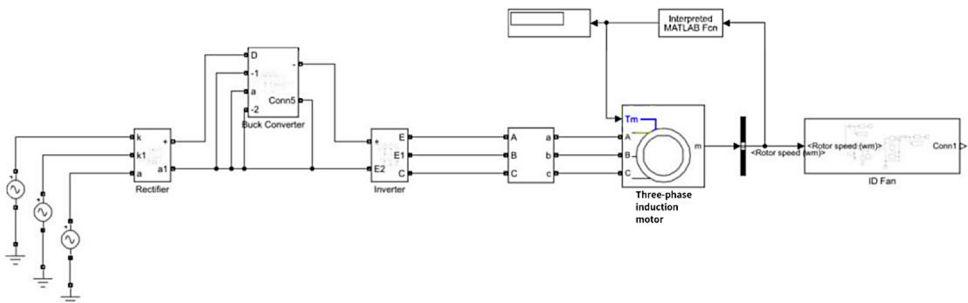 Interpreted
MATLAB Fcn
D
-1
a
-2
-
Conn5
Buck Converter
k
k1
a
+
a1
Rectifier
+
E2
E
E1
C
Inverter
A
B
C
a
b
c
Tm
A
B
C
m
Three-phase
induction
motor
<Rotor speed (wm)>
<Rotor speed (wm)>
Conn1
ID Fan